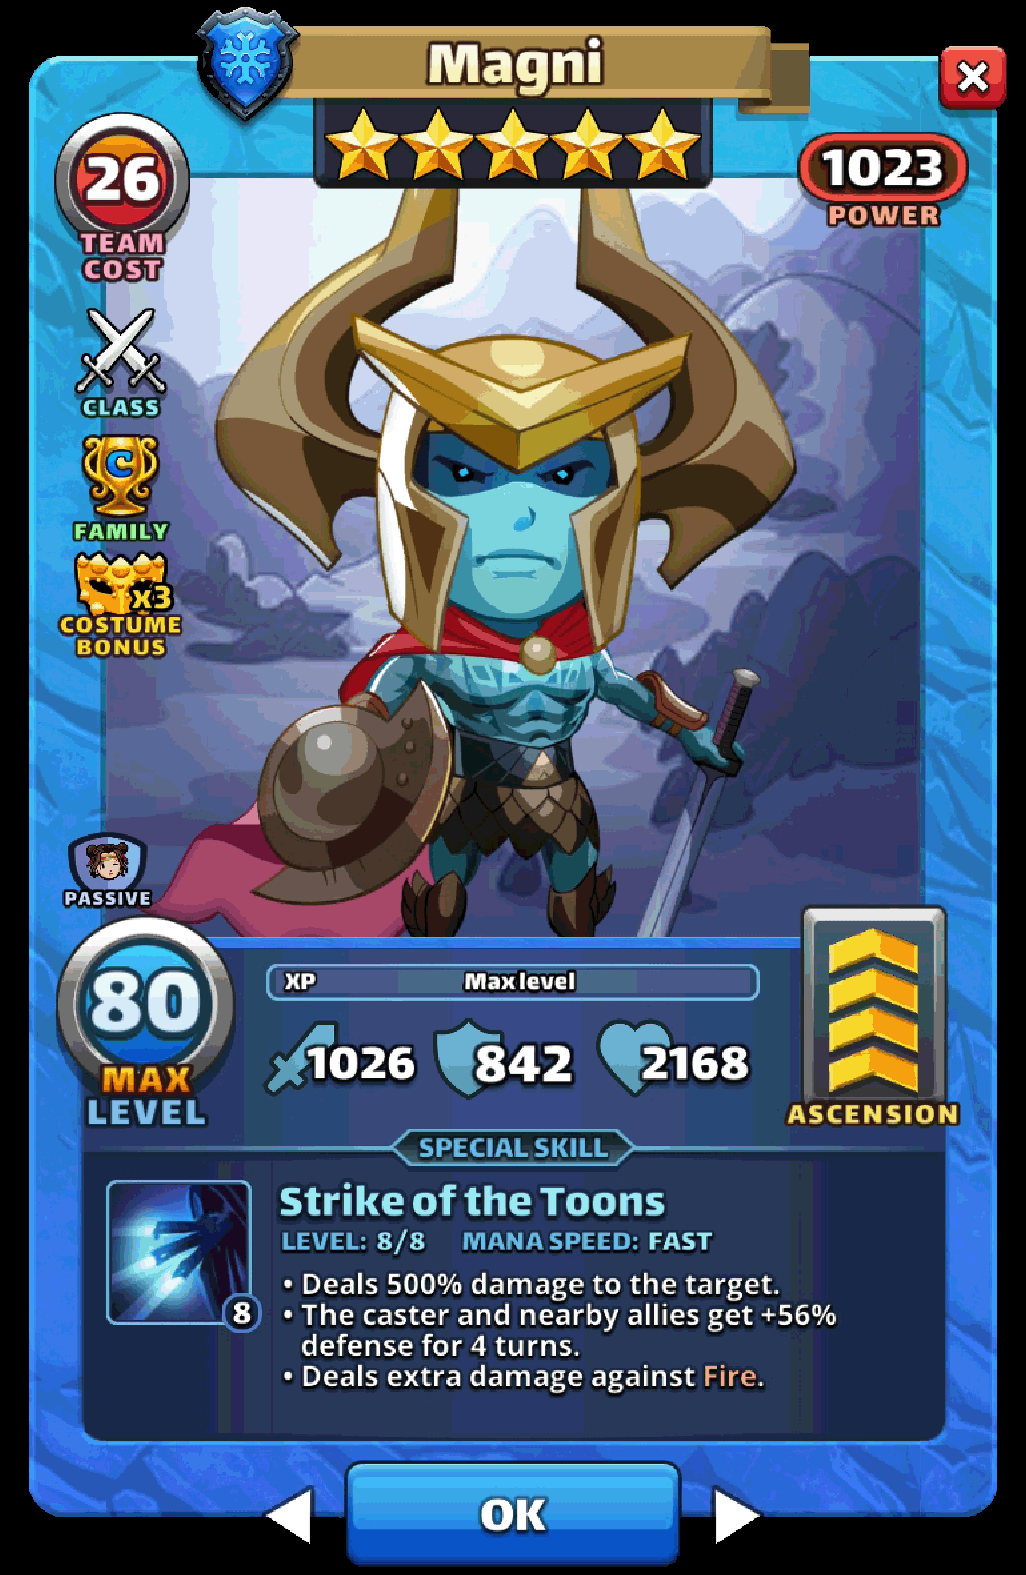 Magni
26
TEAM
COST
1023
POWER
CLASS
C
FAMILY
x3
COSTUME
BONUS
PASSIVE
80
MAX
LEVEL
XP Max level
1026 842 2168
ASCENSION
SPECIAL SKILL
Strike of the Toons
LEVEL: 8/8 MANA SPEED: FAST
8
• Deals 500% damage to the target.
• The caster and nearby allies get +56%
defense for 4 turns.
• Deals extra damage against Fire.
OK